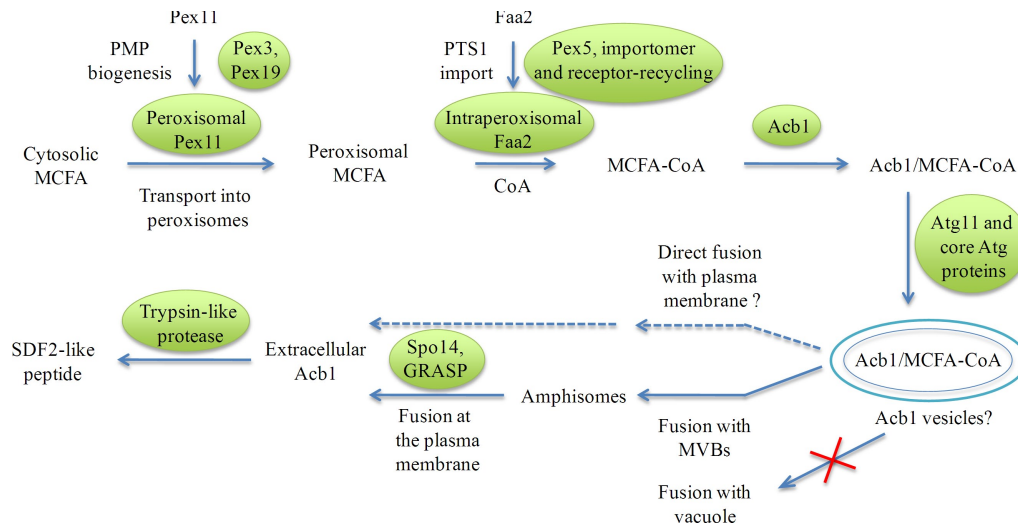 Pex11
PMP
biogenesis
Pex3,
Pex19
Peroxisomal
Pex11
Cytosolic
MCFA
Transport into
peroxisomes
Peroxisomal
MCFA
Faa2
PTS1
import
Pex5, importomer
and receptor-recycling
Intraperoxisomal
Faa2
CoA
MCFA-CoA
Acb1
Acb1/MCFA-CoA
Atg11 and
core Atg
proteins
Direct fusion
with plasma
membrane ?
Acb1/MCFA-CoA
Acb1 vesicles?
Fusion with
MVBs
Fusion with
vacuole
Amphisomes
Spo14,
GRASP
Fusion at
the plasma
membrane
Extracellular
Acb1
Trypsin-like
protease
SDF2-like
peptide